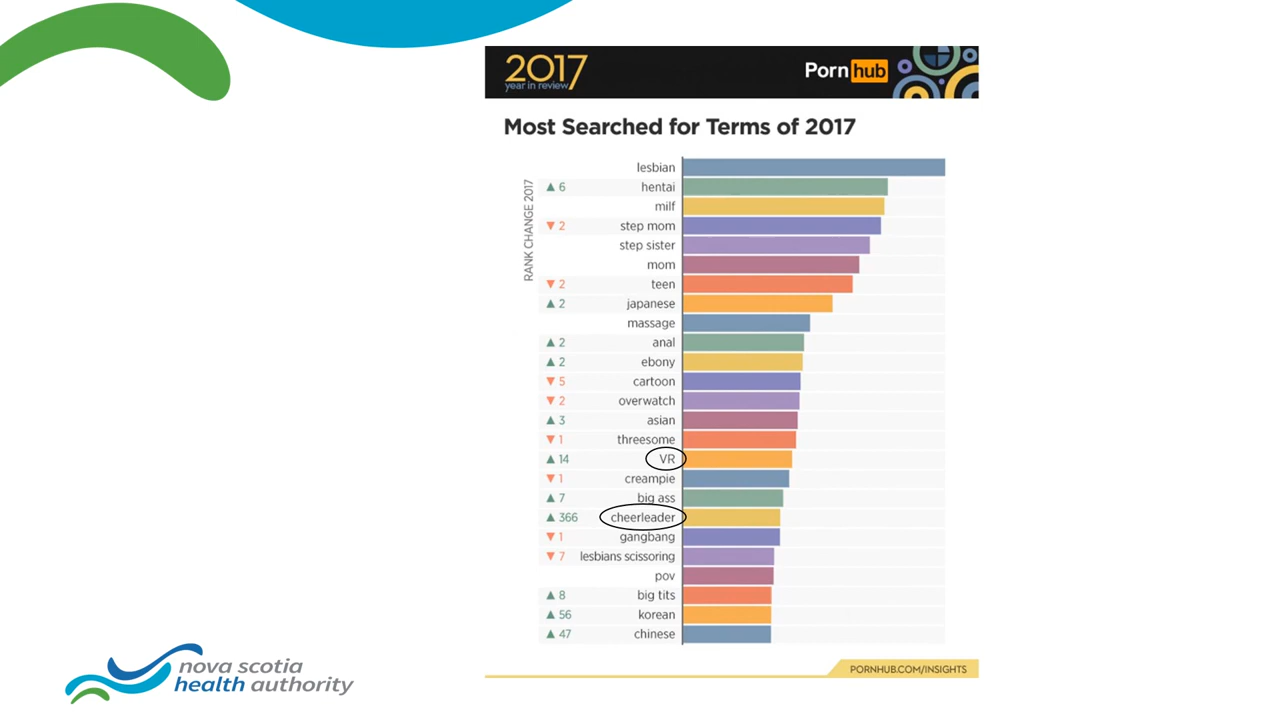 2017
year in review
Pornhub
Most Searched for Terms of 2017
RANK CHANGE 2017
lesbian
▲ 6 hentai
milf
▼ 2 step mom
step sister
mom
▼ 2 teen
▲ 2 japanese
massage
▲ 2 anal
▲ 2 ebony
▼ 5 cartoon
▼ 2 overwatch
▲ 3 asian
▼ 1 threesome
▲ 14 VR
▼ 1 creampie
▲ 7 big ass
▲ 366 cheerleader
▼ 1 gangbang
▼ 7 lesbians scissoring
pov
▲ 8 big tits
▲ 56 korean
▲ 47 chinese
PORNHUB.COM/INSIGHTS
nova scotia
health authority